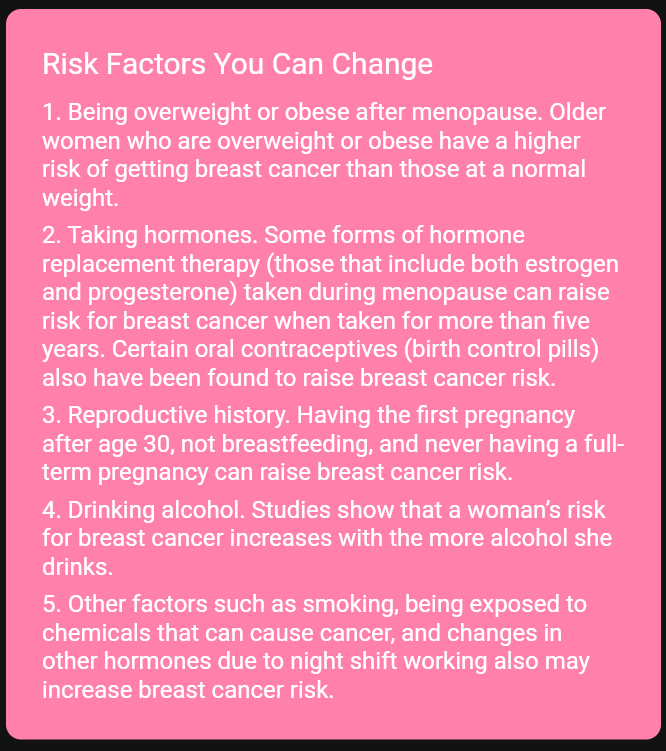 Risk Factors You Can Change
1. Being overweight or obese after menopause. Older
women who are overweight or obese have a higher
risk of getting breast cancer than those at a normal
weight.
2. Taking hormones. Some forms of hormone
replacement therapy (those that include both estrogen
and progesterone) taken during menopause can raise
risk for breast cancer when taken for more than five
years. Certain oral contraceptives (birth control pills)
also have been found to raise breast cancer risk.
3. Reproductive history. Having the first pregnancy
after age 30, not breastfeeding, and never having a full-
term pregnancy can raise breast cancer risk.
4. Drinking alcohol. Studies show that a woman’s risk
for breast cancer increases with the more alcohol she
drinks.
5. Other factors such as smoking, being exposed to
chemicals that can cause cancer, and changes in
other hormones due to night shift working also may
increase breast cancer risk.